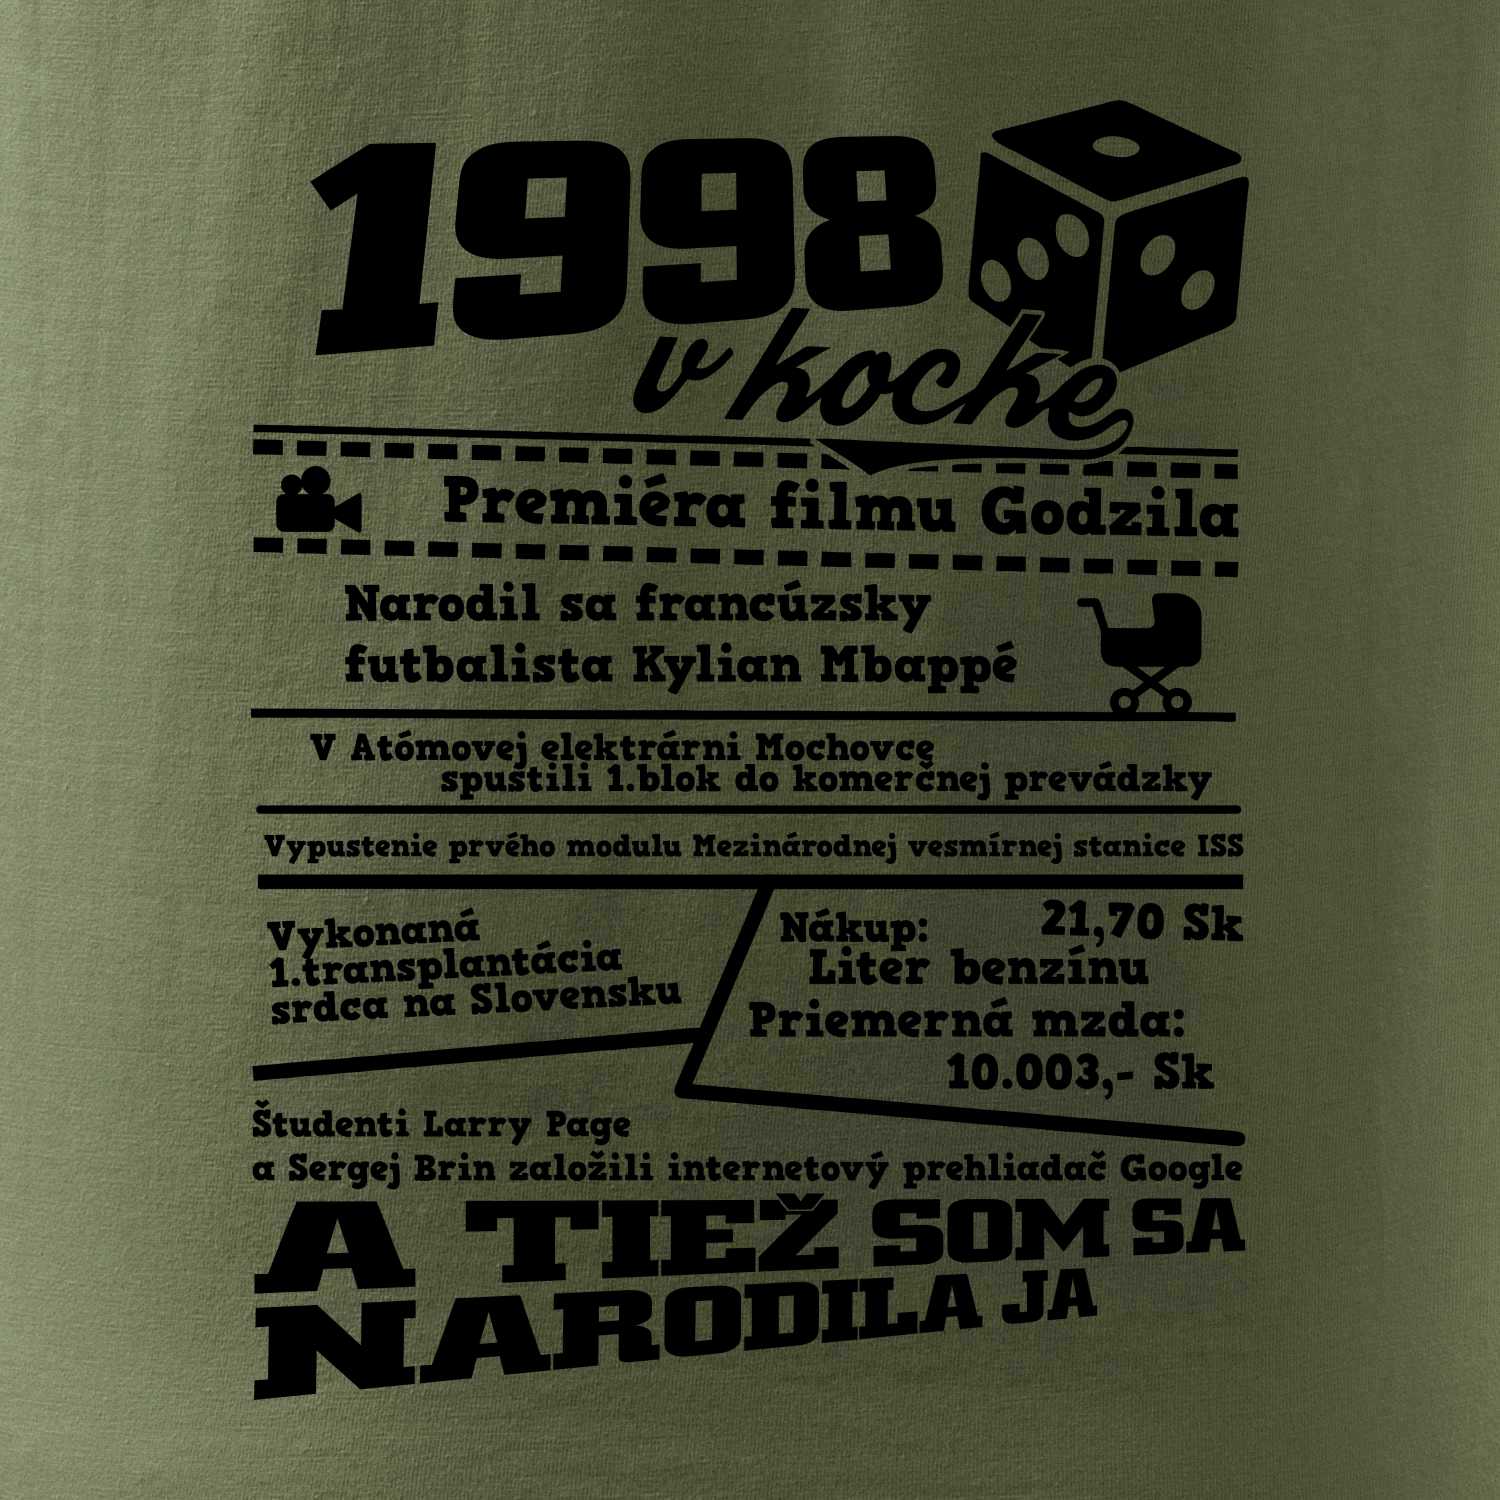 1998
v kocke
Premiéra filmu Godzila
Narodil sa francúzsky
futbalista Kylian Mbappé
V Atómovej elektrárni Mochovce
spustili 1.blok do komerčnej prevádzky
Vypustenie prvého modulu Mezinárodnej vesmírnej stanice ISS
Vykonaná
1.transplantácia
srdca na Slovensku
Nákup: 21,70 Sk
Liter benzínu
Priemerná mzda:
10.003,- Sk
Študenti Larry Page
a Sergej Brin založili internetový prehliadač Google
A TIEŽ SOM SA
NARODILA JA